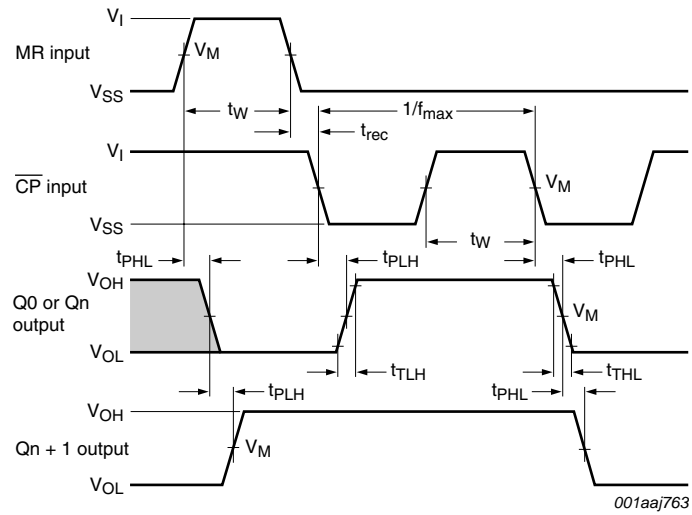 V_I
MR input
V_M
V_SS
t_W
1/f_max
t_rec
V_I
CP input
V_M
V_SS
t_W
t_PHL
t_PLH
t_PHL
V_OH
Q0 or Qn
output
V_M
V_OL
t_TLH
t_THL
t_PLH
t_PHL
V_OH
Qn + 1 output
V_M
V_OL
001aaj763